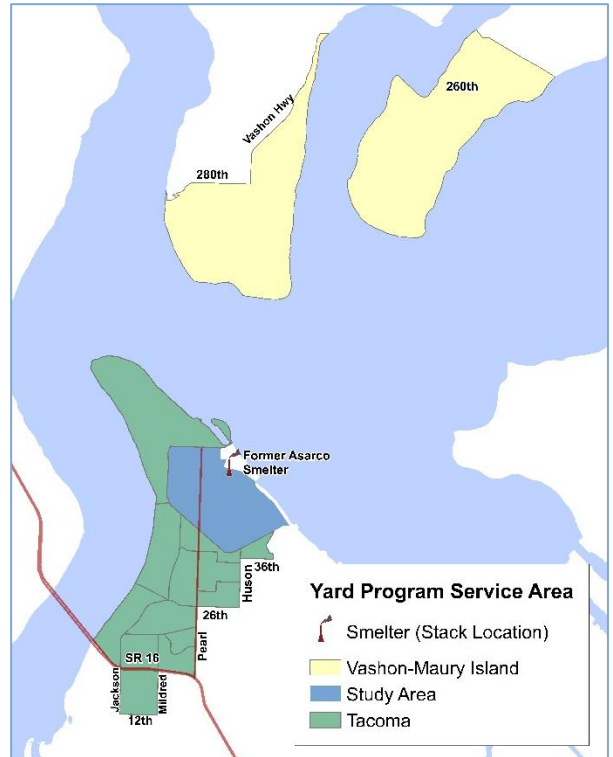 260th
Vashon Hwy
280th
Former Asarco
Smelter
36th
Huson
26th
Pearl
SR 16
Jackson
Mildred
12th
Yard Program Service Area
Smelter (Stack Location)
Vashon-Maury Island
Study Area
Tacoma